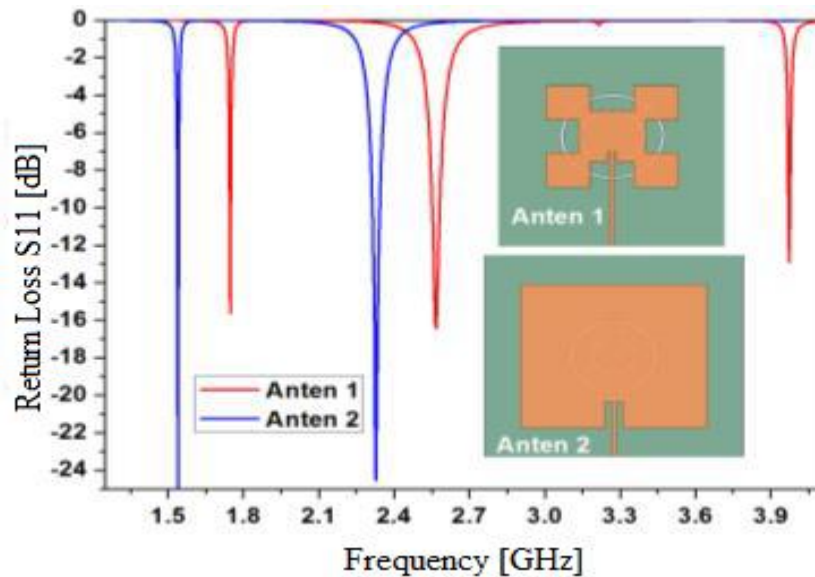 Return Loss S11 [dB]
0
-2
-4
-6
-8
-10
-12
-14
-16
-18
-20
-22
-24
Anten 1
Anten 2
Anten 1
Anten 2
1.5 1.8 2.1 2.4 2.7 3.0 3.3 3.6 3.9
Frequency [GHz]